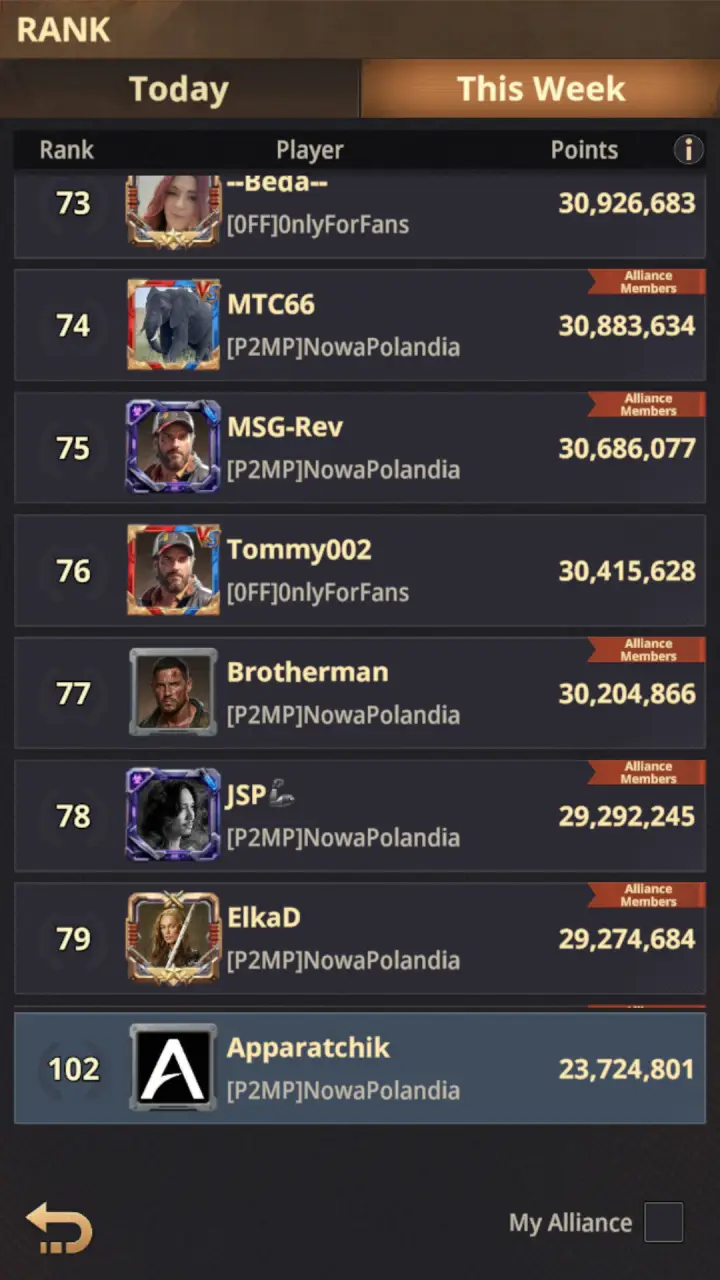 RANK
Today
This Week
Rank
Player
Points
73
--Beda--
[0FF]0nlyForFans
30,926,683
Alliance
Members
74
MTC66
[P2MP]NowaPolandia
30,883,634
Alliance
Members
75
MSG-Rev
[P2MP]NowaPolandia
30,686,077
76
Tommy002
[0FF]0nlyForFans
30,415,628
Alliance
Members
77
Brotherman
[P2MP]NowaPolandia
30,204,866
Alliance
Members
78
JSP💪
[P2MP]NowaPolandia
29,292,245
Alliance
Members
79
ElkaD
[P2MP]NowaPolandia
29,274,684
102
Apparatchik
[P2MP]NowaPolandia
23,724,801
My Alliance